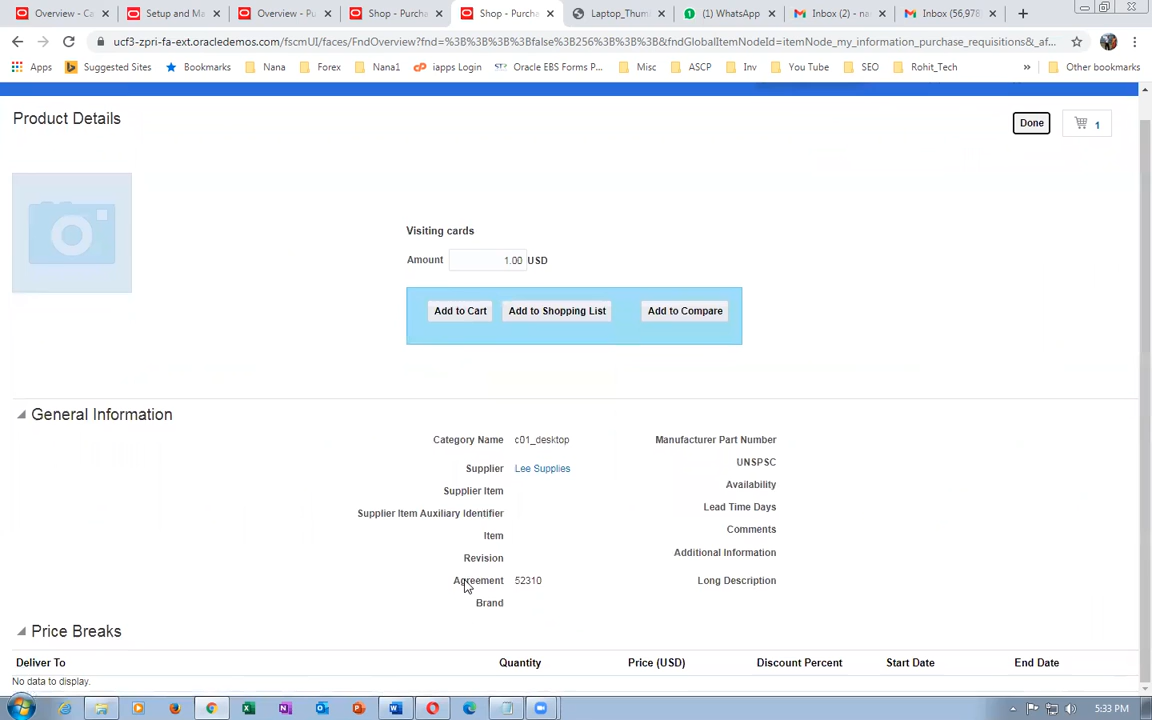 Overview - Ca
Setup and Ma
Overview - Pu
Shop - Purcha
Shop - Purcha
Laptop_Thum
(1) WhatsApp
Inbox (2) - na
Inbox (56,978
ucf3-zpri-fa-ext.oracledemos.com/fscmUI/faces/FndOverview?fnd=%3B%3B%3B%3Bfalse%3B256%3B%3B%3B&fndGlobalItemNodeId=itemNode_my_information_purchase_requisitions&_af...
Apps
Suggested Sites
Bookmarks
Nana
Forex
Nana1
iapps Login
Oracle EBS Forms P...
Misc
ASCP
Inv
You Tube
SEO
Rohit_Tech
»
Other bookmarks
Product Details
Done
1
Visiting cards
Amount 1.00 USD
Add to Cart
Add to Shopping List
Add to Compare
General Information
Category Name c01_desktop
Supplier Lee Supplies
Supplier Item
Supplier Item Auxiliary Identifier
Item
Revision
Agreement 52310
Brand
Manufacturer Part Number
UNSPSC
Availability
Lead Time Days
Comments
Additional Information
Long Description
Price Breaks
Deliver To Quantity Price (USD) Discount Percent Start Date End Date
No data to display.
5:33 PM